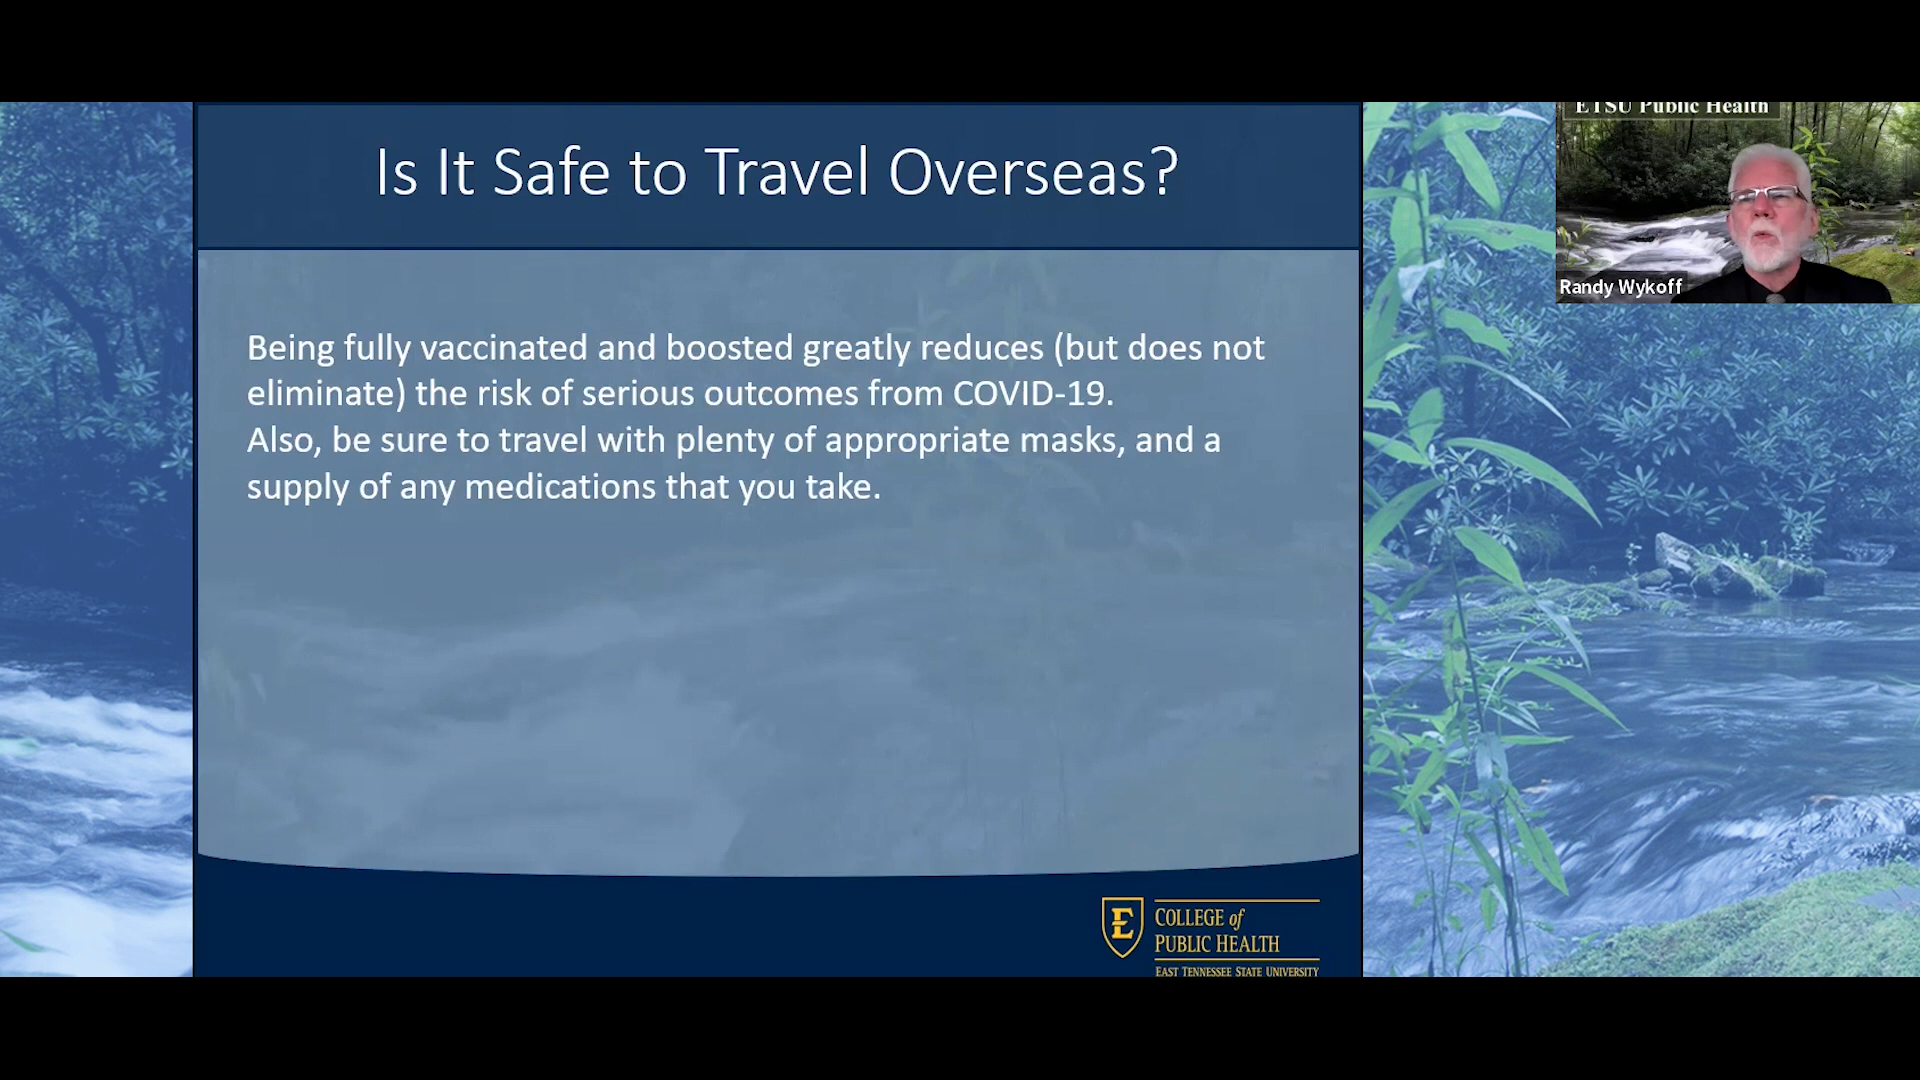 Is It Safe to Travel Overseas?
ETSU Public Health
Randy Wykoff
Being fully vaccinated and boosted greatly reduces (but does not
eliminate) the risk of serious outcomes from COVID-19.
Also, be sure to travel with plenty of appropriate masks, and a
supply of any medications that you take.
E
COLLEGE of
PUBLIC HEALTH
EAST TENNESSEE STATE UNIVERSITY